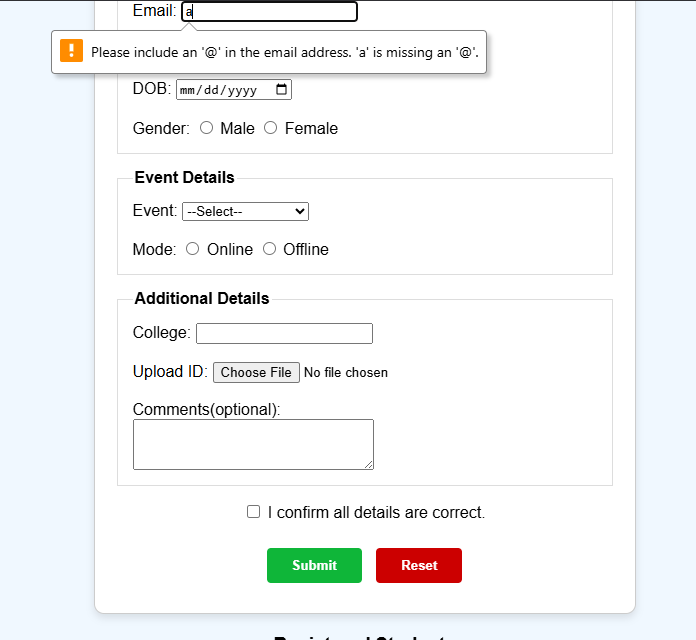 Email: a
Please include an '@' in the email address. 'a' is missing an '@'.
DOB: mm/dd/yyyy
Gender: Male Female
Event Details
Event: --Select--
Mode: Online Offline
Additional Details
College:
Upload ID: Choose File No file chosen
Comments(optional):
I confirm all details are correct.
Submit Reset